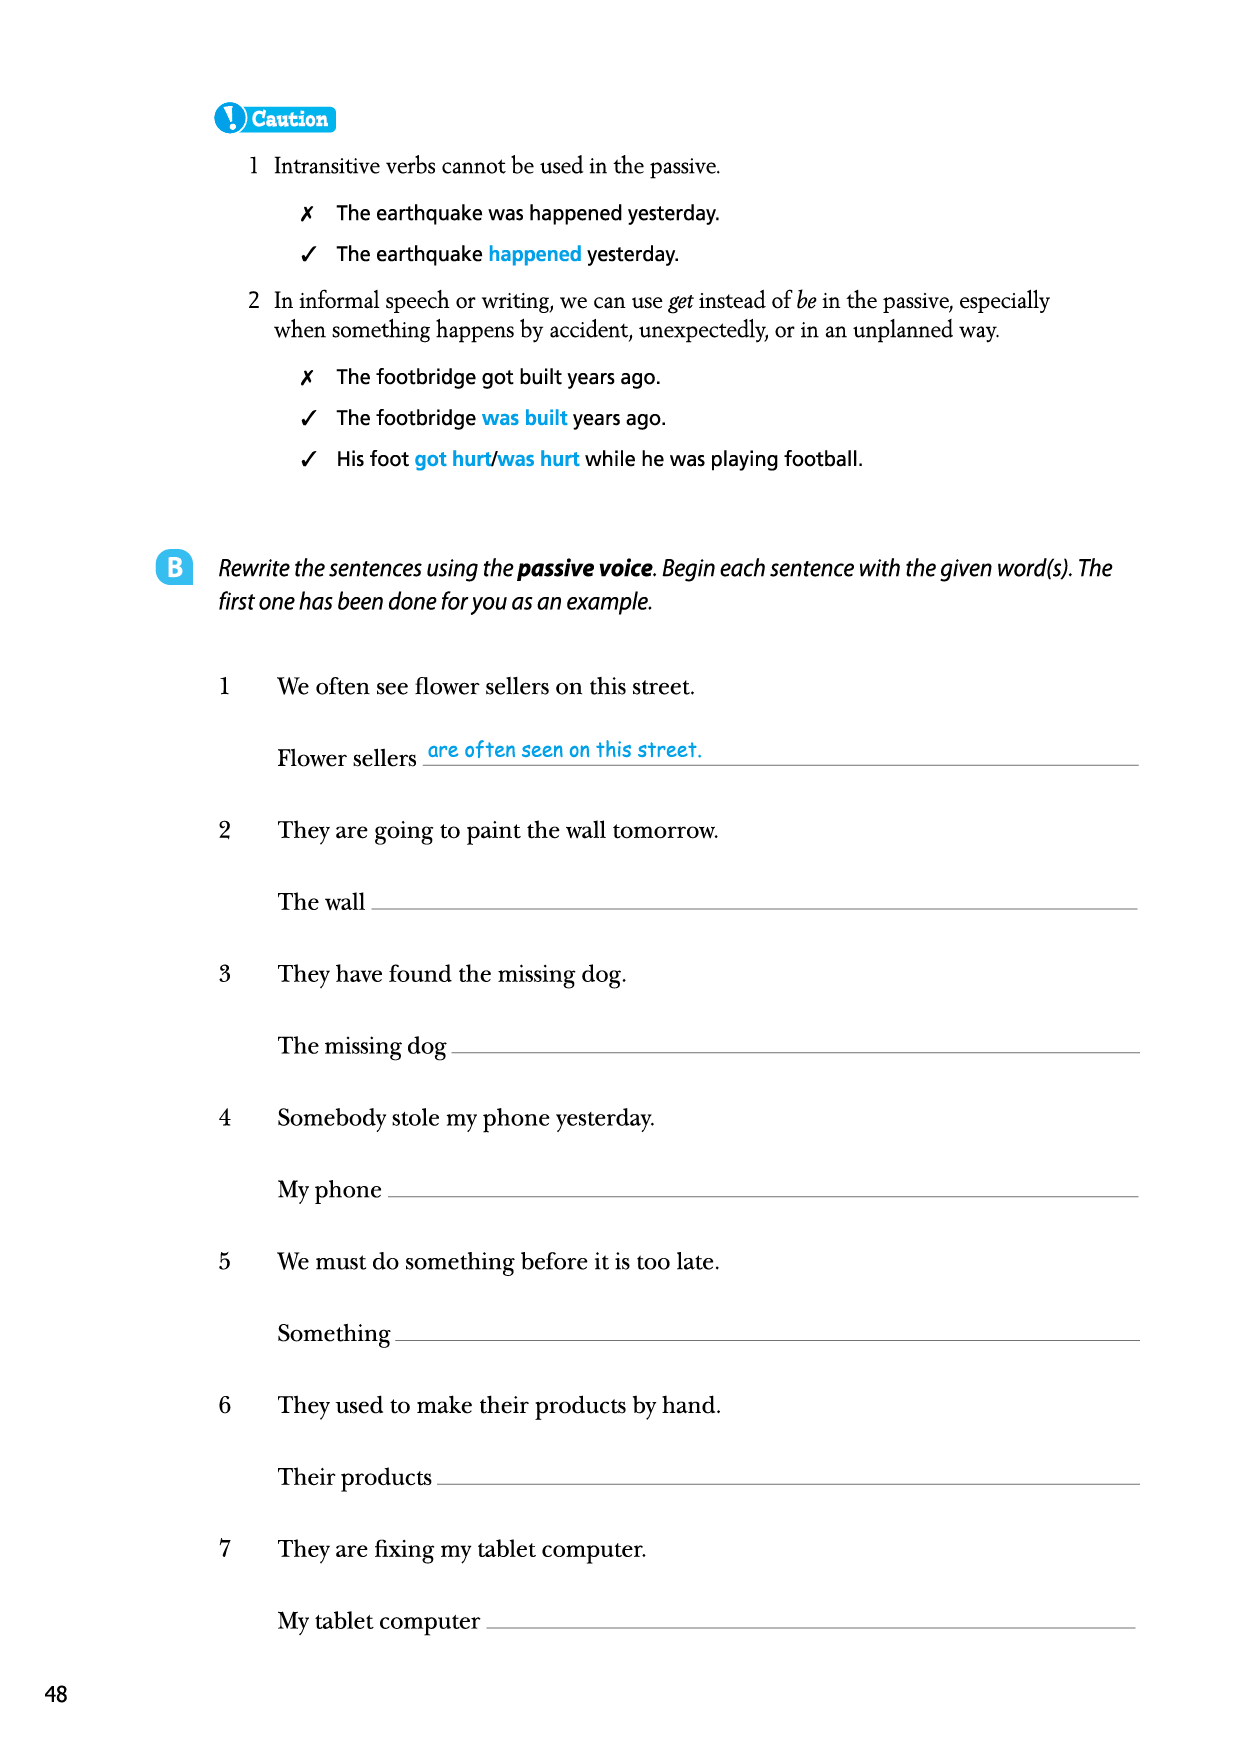 Caution
1 Intransitive verbs cannot be used in the passive.
✗ The earthquake was happened yesterday.
✓ The earthquake happened yesterday.
2 In informal speech or writing, we can use get instead of be in the passive, especially
when something happens by accident, unexpectedly, or in an unplanned way.
✗ The footbridge got built years ago.
✓ The footbridge was built years ago.
✓ His foot got hurt/was hurt while he was playing football.
B Rewrite the sentences using the passive voice. Begin each sentence with the given word(s). The
first one has been done for you as an example.
1 We often see flower sellers on this street.
Flower sellers are often seen on this street.
2 They are going to paint the wall tomorrow.
The wall
3 They have found the missing dog.
The missing dog
4 Somebody stole my phone yesterday.
My phone
5 We must do something before it is too late.
Something
6 They used to make their products by hand.
Their products
7 They are fixing my tablet computer.
My tablet computer
48